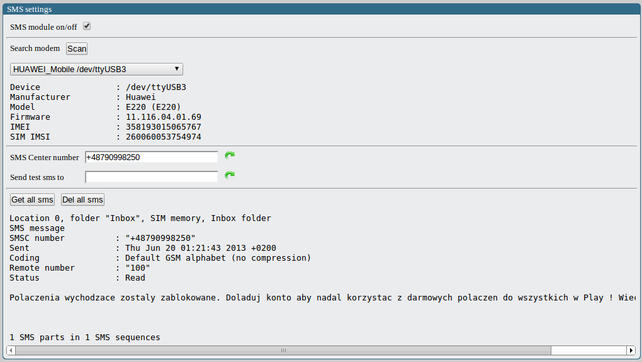 SMS settings
SMS module on/off
Search modem Scan
HUAWEI_Mobile /dev/ttyUSB3
Device : /dev/ttyUSB3
Manufacturer : Huawei
Model : E220 (E220)
Firmware : 11.116.04.01.69
IMEI : 358193015065767
SIM IMSI : 260060053754974
SMS Center number +48790998250
Send test sms to
Get all sms Del all sms
Location 0, folder "Inbox", SIM memory, Inbox folder
SMS message
SMSC number : "+48790998250"
Sent : Thu Jun 20 01:21:43 2013 +0200
Coding : Default GSM alphabet (no compression)
Remote number : "100"
Status : Read
Polaczenia wychodzace zostaly zablokowane. Doladuj konto aby nadal korzystac z darmowych polaczen do wszystkich w Play ! Wiec
1 SMS parts in 1 SMS sequences